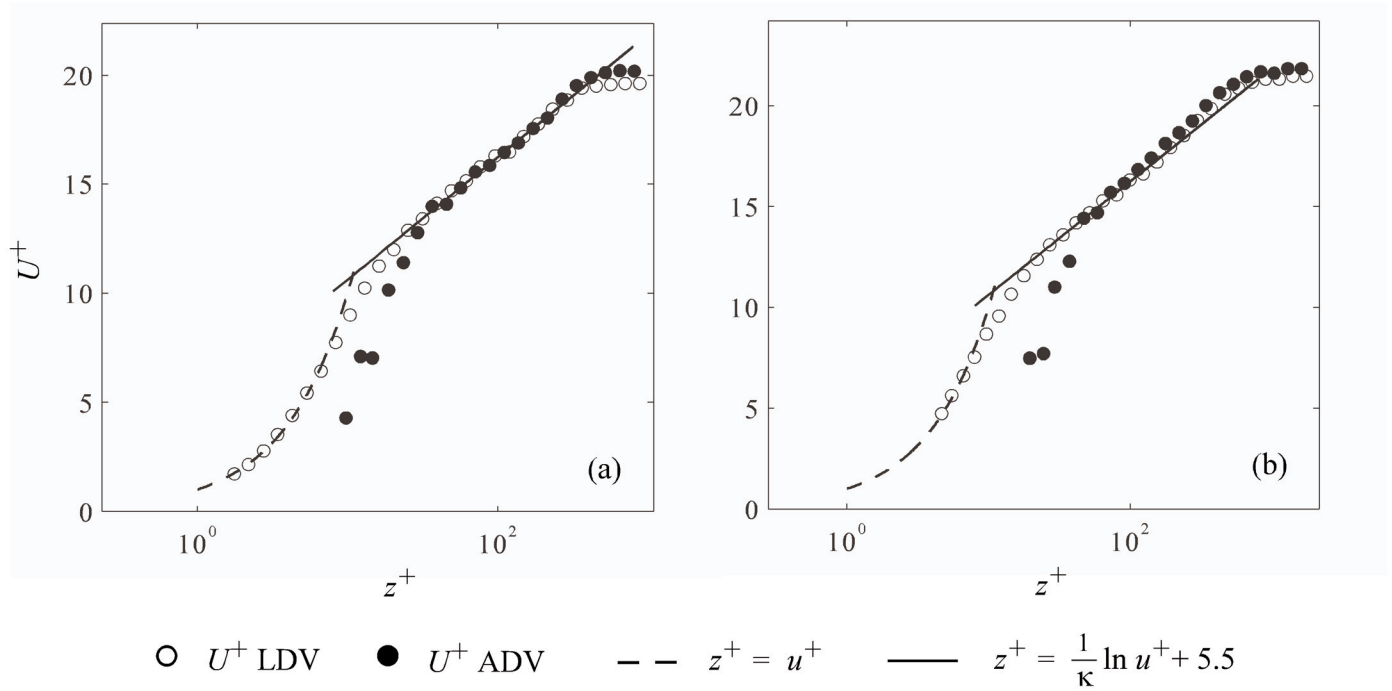 20
15
10
5
0
U⁺
(a)
10⁰ 10²
z⁺
20
15
10
5
0
(b)
10⁰ 10²
z⁺
U⁺ LDV U⁺ ADV z⁺ = u⁺ z⁺ = 1/κ ln u⁺ + 5.5